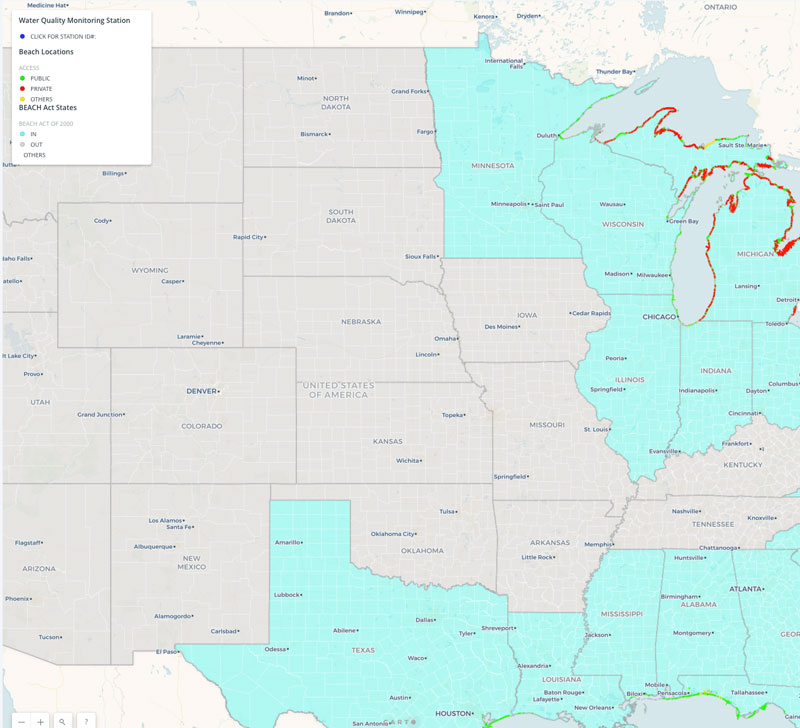 Medicine Hat
Brandon
Winnipeg
Kenora
Dryden
ONTARIO
Water Quality Monitoring Station
CLICK FOR STATION ID#:
Beach Locations
ACCESS
PUBLIC
PRIVATE
OTHERS
BEACH Act States
BEACH ACT OF 2000
IN
OUT
OTHERS
International
Falls
Thunder Bay
Minot
Grand Forks
NORTH
DAKOTA
Bismarck
Fargo
Duluth
Sault Ste-Marie
Billings
MINNESOTA
Minneapolis
Saint Paul
Wausau
Cody
SOUTH
DAKOTA
Green Bay
WISCONSIN
Rapid City
Sioux Falls
MICHIGAN
daho Falls
WYOMING
Casper
Madison
Milwaukee
Lansing
atello
Detroit
IOWA
Cedar Rapids
CHICAGO
NEBRASKA
Des Moines
Toledo
Laramie
Cheyenne
Omaha
Lincoln
lt Lake City
Peoria
Provo
INDIANA
ILLINOIS
UNITED STATES
OF AMERICA
DENVER
Springfield
Indianapolis
Dayton
Columbus
UTAH
Grand Junction
Topeka
Cincinnati
COLORADO
MISSOURI
St. Louis
KANSAS
Frankfort
Evansville
Wichita
KENTUCKY
Springfield
Tulsa
Nashville
Knoxville
Los Alamos
Santa Fe
TENNESSEE
Oklahoma City
Flagstaff
Albuquerque
Amarillo
ARKANSAS
Memphis
Chattanooga
OKLAHOMA
Little Rock
Huntsville
NEW
MEXICO
ARIZONA
Lubbock
ATLANTA
Phoenix
Birmingham
ALABAMA
Alamogordo
MISSISSIPPI
Dallas
Shreveport
Carlsbad
Abilene
Tyler
Jackson
Montgomery
GEOR
Tucson
El Paso
Odessa
TEXAS
Waco
Alexandria
LOUISIANA
Mobile
Baton Rouge
Biloxi
Pensacola
Tallahassee
Austin
Lafayette
New Orleans
HOUSTON
San Antonio
ARTO